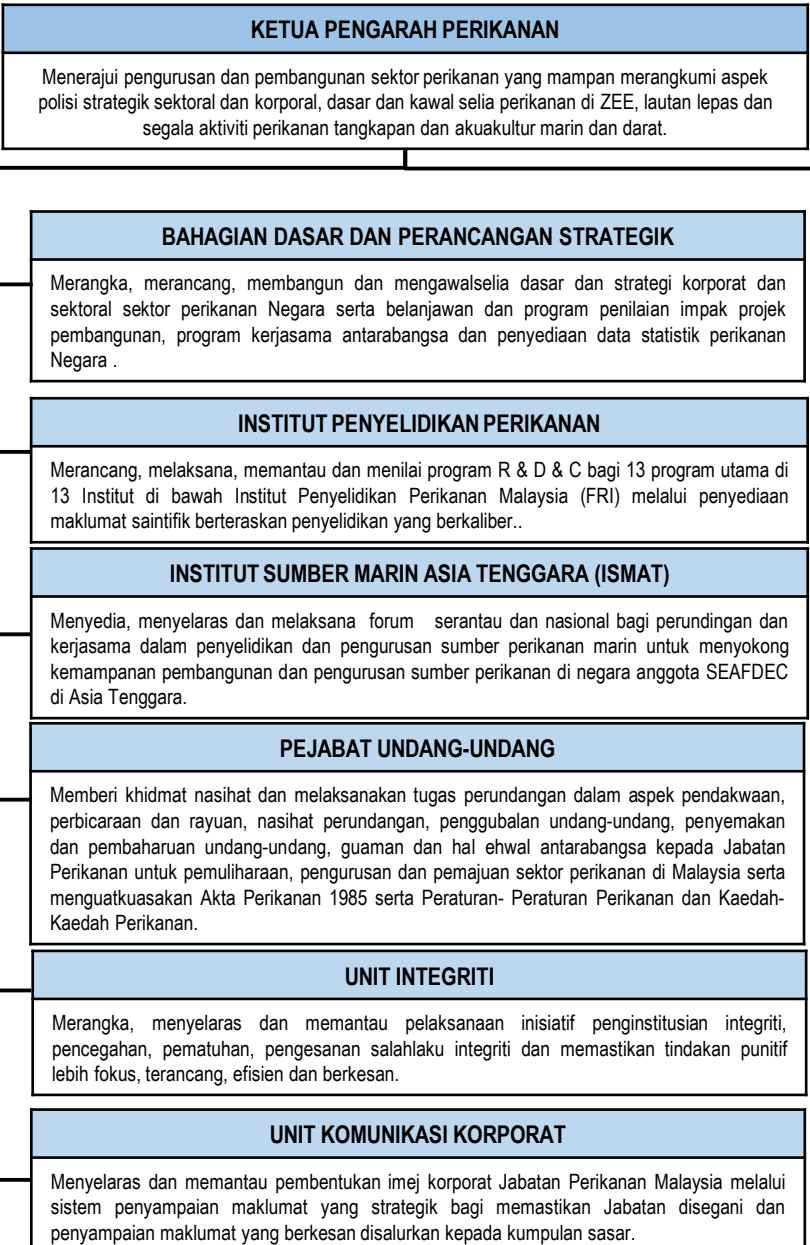 KETUA PENGARAH PERIKANAN
Menerajui pengurusan dan pembangunan sektor perikanan yang mampan merangkumi aspek
polisi strategik sektoral dan korporal, dasar dan kawal selia perikanan di ZEE, lautan lepas dan
segala aktiviti perikanan tangkapan dan akuakultur marin dan darat.
BAHAGIAN DASAR DAN PERANCANGAN STRATEGIK
Merangka, merancang, membangun dan mengawalselia dasar dan strategi korporat dan
sektoral sektor perikanan Negara serta belanjawan dan program penilaian impak projek
pembangunan, program kerjasama antarabangsa dan penyediaan data statistik perikanan
Negara .
INSTITUT PENYELIDIKAN PERIKANAN
Merancang, melaksana, memantau dan menilai program R & D & C bagi 13 program utama di
13 Institut di bawah Institut Penyelidikan Perikanan Malaysia (FRI) melalui penyediaan
maklumat saintifik berteraskan penyelidikan yang berkaliber..
INSTITUT SUMBER MARIN ASIA TENGGARA (ISMAT)
Menyedia, menyelaras dan melaksana forum serantau dan nasional bagi perundingan dan
kerjasama dalam penyelidikan dan pengurusan sumber perikanan marin untuk menyokong
kemampanan pembangunan dan pengurusan sumber perikanan di negara anggota SEAFDEC
di Asia Tenggara.
PEJABAT UNDANG-UNDANG
Memberi khidmat nasihat dan melaksanakan tugas perundangan dalam aspek pendakwaan,
perbicaraan dan rayuan, nasihat perundangan, penggubalan undang-undang, penyemakan
dan pembaharuan undang-undang, guaman dan hal ehwal antarabangsa kepada Jabatan
Perikanan untuk pemuliharaan, pengurusan dan pemajuan sektor perikanan di Malaysia serta
menguatkuasakan Akta Perikanan 1985 serta Peraturan- Peraturan Perikanan dan Kaedah-
Kaedah Perikanan.
UNIT INTEGRITI
Merangka, menyelaras dan memantau pelaksanaan inisiatif penginstitusian integriti,
pencegahan, pematuhan, pengesanan salahlaku integriti dan memastikan tindakan punitif
lebih fokus, terancang, efisien dan berkesan.
UNIT KOMUNIKASI KORPORAT
Menyelaras dan memantau pembentukan imej korporat Jabatan Perikanan Malaysia melalui
sistem penyampaian maklumat yang strategik bagi memastikan Jabatan disegani dan
penyampaian maklumat yang berkesan disalurkan kepada kumpulan sasar.